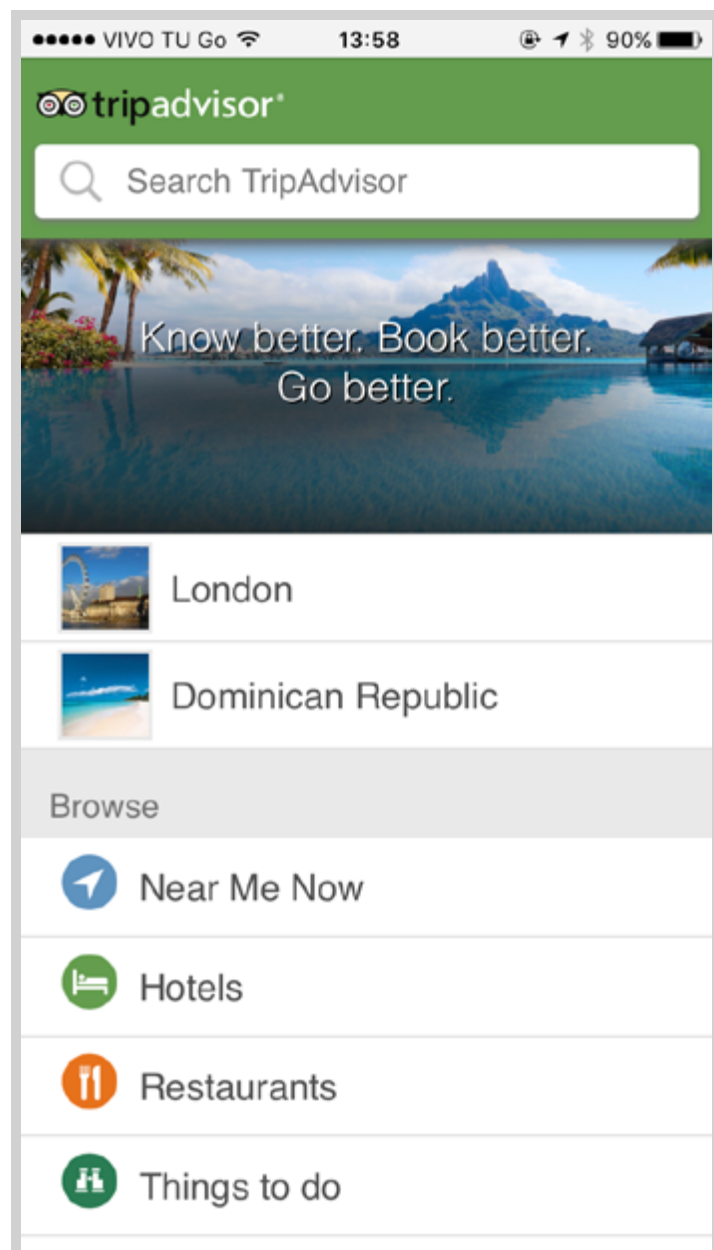 VIVO TU Go 13:58 90%
tripadvisor®
Search TripAdvisor
Know better. Book better.
Go better.
London
Dominican Republic
Browse
Near Me Now
Hotels
Restaurants
Things to do